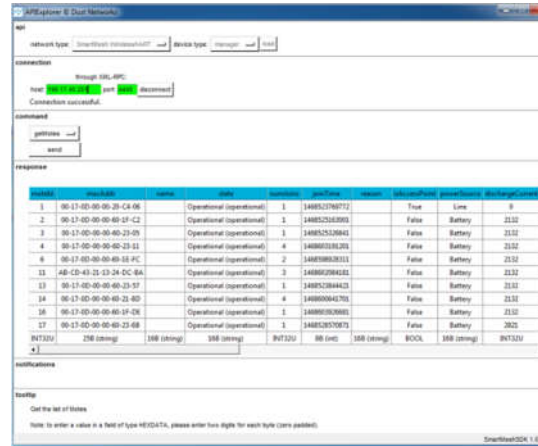 APIExplorer © Dust Networks
api
network type: SmartMesh WirelessHART device type: manager load
connection
through XML-RPC:
host: port: disconnect
Connection successful.
command
getMotes
send
response
moteId macAddr name state numJoins joinTime reason isAccessPoint powerSource dischargeCurrent
1 00-17-0D-00-00-20-C4-06 Operational (operational) 1 1468523760772 True Line 0
2 00-17-0D-00-00-60-1F-C2 Operational (operational) 1 False Battery 2132
3 00-17-0D-00-00-60-23-05 Operational (operational) 1 False Battery 2132
4 00-17-0D-00-00-60-23-11 Operational (operational) 4 False Battery 2132
6 00-17-0D-00-00-60-1E-FC Operational (operational) 2 False Battery 2132
11 AB-CD-43-21-13-24-DC-BA Operational (operational) 3 False Battery 2132
13 00-17-0D-00-00-60-23-57 Operational (operational) 1 False Battery 2132
14 00-17-0D-00-00-60-21-8D Operational (operational) 4 False Battery 2132
16 00-17-0D-00-00-60-1F-DE Operational (operational) 1 False Battery 2132
17 00-17-0D-00-00-60-23-68 Operational (operational) 1 1468528570871 False Battery 2821
INT32U 25B (string) 16B (string) 16B (string) INT32U 8B (int) 16B (string) BOOL 16B (string) INT32U
notifications
tooltip
Get the list of Motes
Note: to enter a value in a field of type HEXDATA, please enter two digits for each byte (zero padded).
SmartMeshSDK 1.0